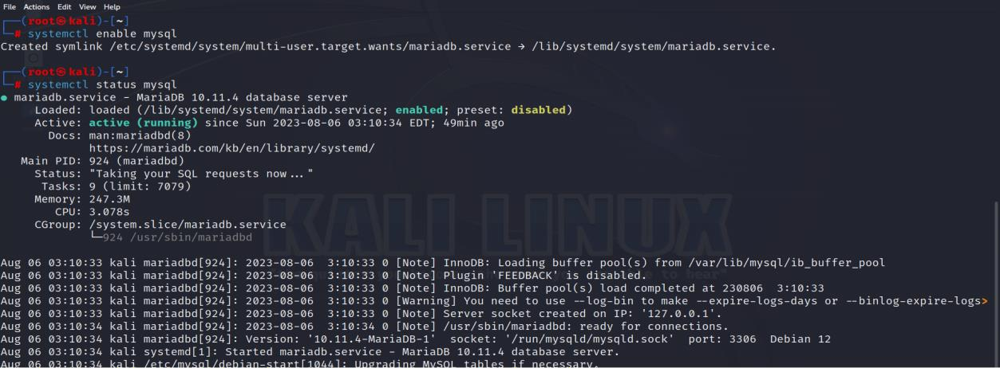 File Actions Edit View Help
┌──(root㉿kali)-[~]
└─# systemctl enable mysql
Created symlink /etc/systemd/system/multi-user.target.wants/mariadb.service → /lib/systemd/system/mariadb.service.
┌──(root㉿kali)-[~]
└─# systemctl status mysql
● mariadb.service - MariaDB 10.11.4 database server
Loaded: loaded (/lib/systemd/system/mariadb.service; enabled; preset: disabled)
Active: active (running) since Sun 2023-08-06 03:10:34 EDT; 49min ago
Docs: man:mariadbd(8)
https://mariadb.com/kb/en/library/systemd/
Main PID: 924 (mariadbd)
Status: "Taking your SQL requests now..."
Tasks: 9 (limit: 7079)
Memory: 247.3M
CPU: 3.078s
CGroup: /system.slice/mariadb.service
└─924 /usr/sbin/mariadbd
KALI LINUX
Aug 06 03:10:33 kali mariadbd[924]: 2023-08-06 3:10:33 0 [Note] InnoDB: Loading buffer pool(s) from /var/lib/mysql/ib_buffer_pool
Aug 06 03:10:33 kali mariadbd[924]: 2023-08-06 3:10:33 0 [Note] Plugin 'FEEDBACK' is disabled.
Aug 06 03:10:33 kali mariadbd[924]: 2023-08-06 3:10:33 0 [Note] InnoDB: Buffer pool(s) load completed at 230806 3:10:33
Aug 06 03:10:33 kali mariadbd[924]: 2023-08-06 3:10:33 0 [Warning] You need to use --log-bin to make --expire-logs-days or --binlog-expire-logs>
Aug 06 03:10:33 kali mariadbd[924]: 2023-08-06 3:10:33 0 [Note] Server socket created on IP: '127.0.0.1'.
Aug 06 03:10:34 kali mariadbd[924]: 2023-08-06 3:10:34 0 [Note] /usr/sbin/mariadbd: ready for connections.
Aug 06 03:10:34 kali mariadbd[924]: Version: '10.11.4-MariaDB-1' socket: '/run/mysqld/mysqld.sock' port: 3306 Debian 12
Aug 06 03:10:34 kali systemd[1]: Started mariadb.service - MariaDB 10.11.4 database server.
Aug 06 03:10:34 kali /etc/mysql/debian-start[1044]: Upgrading MySQL tables if necessary.